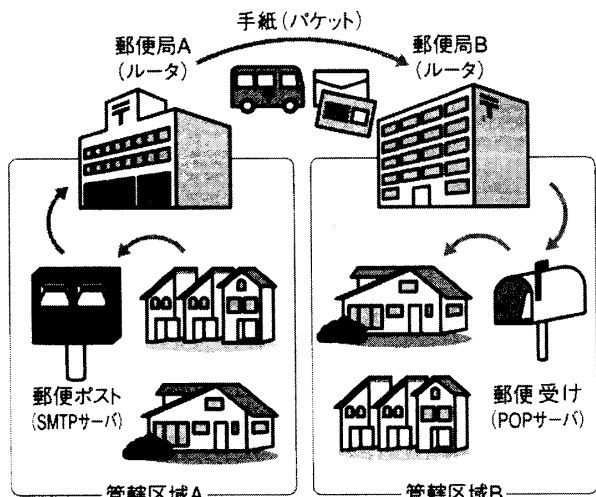 手紙(パケット)
郵便局A
(ルータ)
郵便局B
(ルータ)
郵便ポスト
(SMTPサーバ)
郵便受け
(POPサーバ)
管轄区域A
管轄区域B